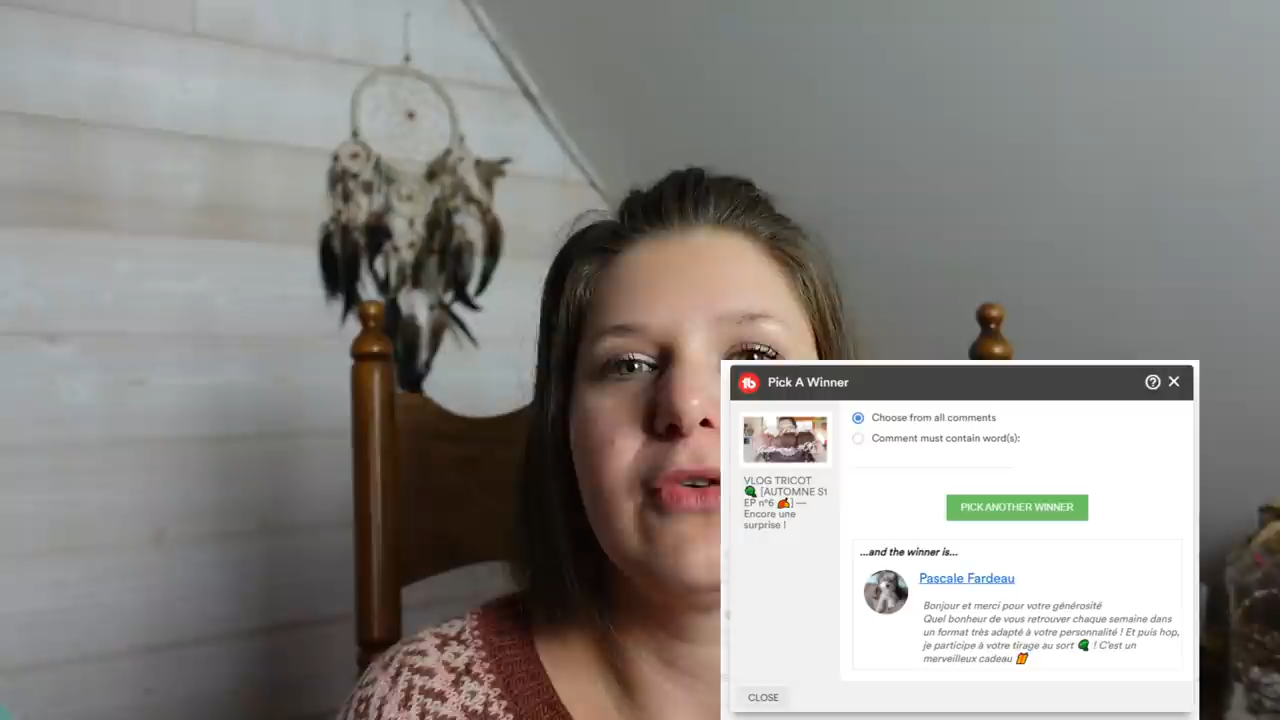 Pick A Winner
Choose from all comments
Comment must contain word(s):
VLOG TRICOT
🧶 [AUTOMNE S1
EP n°6 🍂] —
Encore une
surprise !
PICK ANOTHER WINNER
...and the winner is...
Pascale Fardeau
Bonjour et merci pour votre générosité
Quel bonheur de vous retrouver chaque semaine dans
un format très adapté à votre personnalité ! Et puis hop,
je participe à votre tirage au sort 🧶 ! C'est un
merveilleux cadeau 🎁
CLOSE